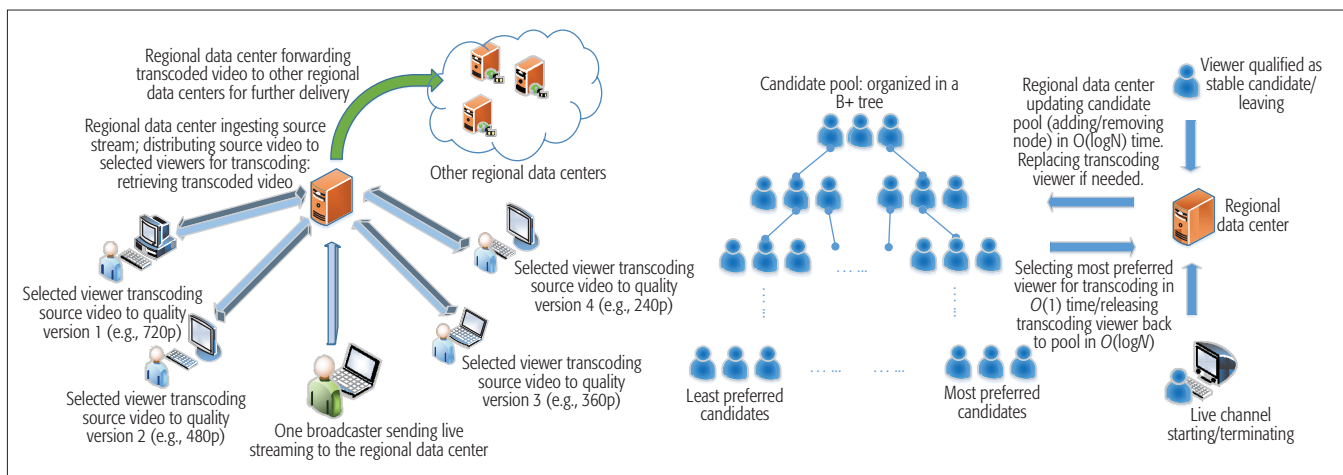 Regional data center forwarding
transcoded video to other regional
data centers for further delivery
Regional data center ingesting source
stream; distributing source video to
selected viewers for transcoding:
retrieving transcoded video
Other regional data centers
Selected viewer transcoding
source video to quality
version 1 (e.g., 720p)
Selected viewer transcoding
source video to quality
version 2 (e.g., 480p)
One broadcaster sending live
streaming to the regional data center
Selected viewer transcoding
source video to quality
version 3 (e.g., 360p)
Selected viewer transcoding
source video to quality
version 4 (e.g., 240p)
Candidate pool: organized in a
B+ tree
... ...
... ...
... ...
Least preferred
candidates
Most preferred
candidates
Regional data center
updating candidate
pool (adding/removing
node) in O(logN) time.
Replacing transcoding
viewer if needed.
Viewer qualified as
stable candidate/
leaving
Regional
data center
Selecting most preferred
viewer for transcoding in
O(1) time/releasing
transcoding viewer back
to pool in O(logN)
Live channel
starting/terminating